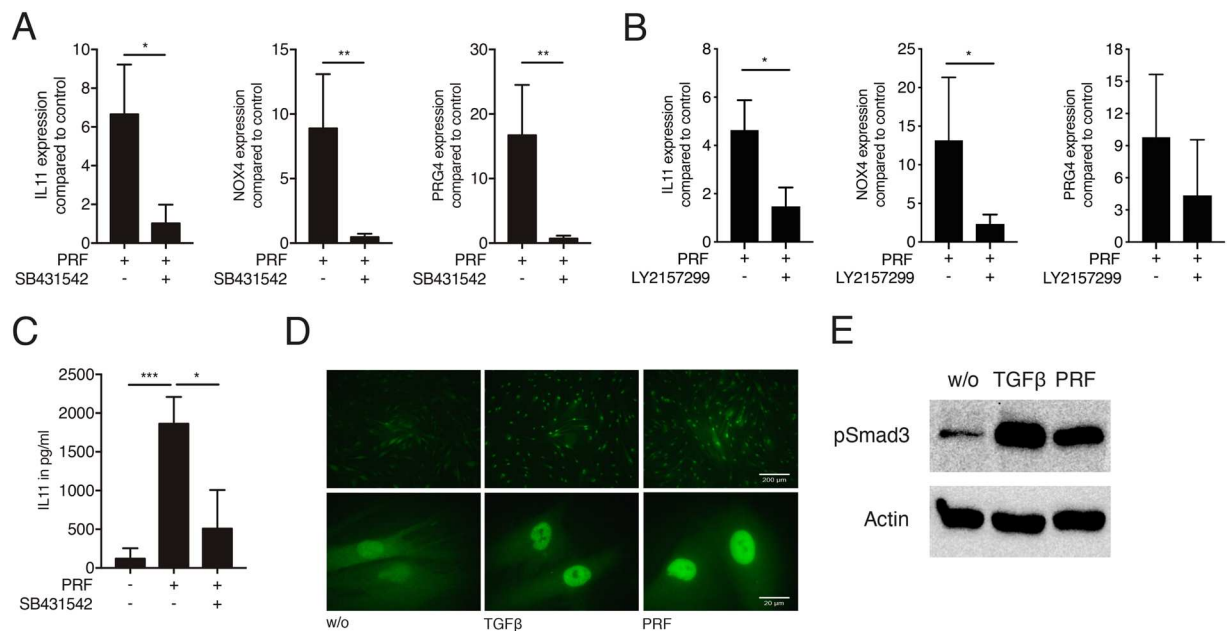 A
IL11 expression
compared to control
10
8
6
4
2
0
*
PRF + +
SB431542 - +
NOX4 expression
compared to control
15
10
5
0
**
PRF + +
SB431542 - +
PRG4 expression
compared to control
30
20
10
0
**
PRF + +
SB431542 - +
B
IL11 expression
compared to control
8
6
4
2
0
*
PRF + +
LY2157299 - +
NOX4 expression
compared to control
25
20
15
10
5
0
*
PRF + +
LY2157299 - +
PRG4 expression
compared to control
18
15
12
9
6
3
0
PRF + +
LY2157299 - +
C
IL11 in pg/ml
2500
2000
1500
1000
500
0
*** *
PRF - + +
SB431542 - - +
D
200 µm
20 µm
w/o TGFβ PRF
E
w/o TGFβ PRF
pSmad3
Actin